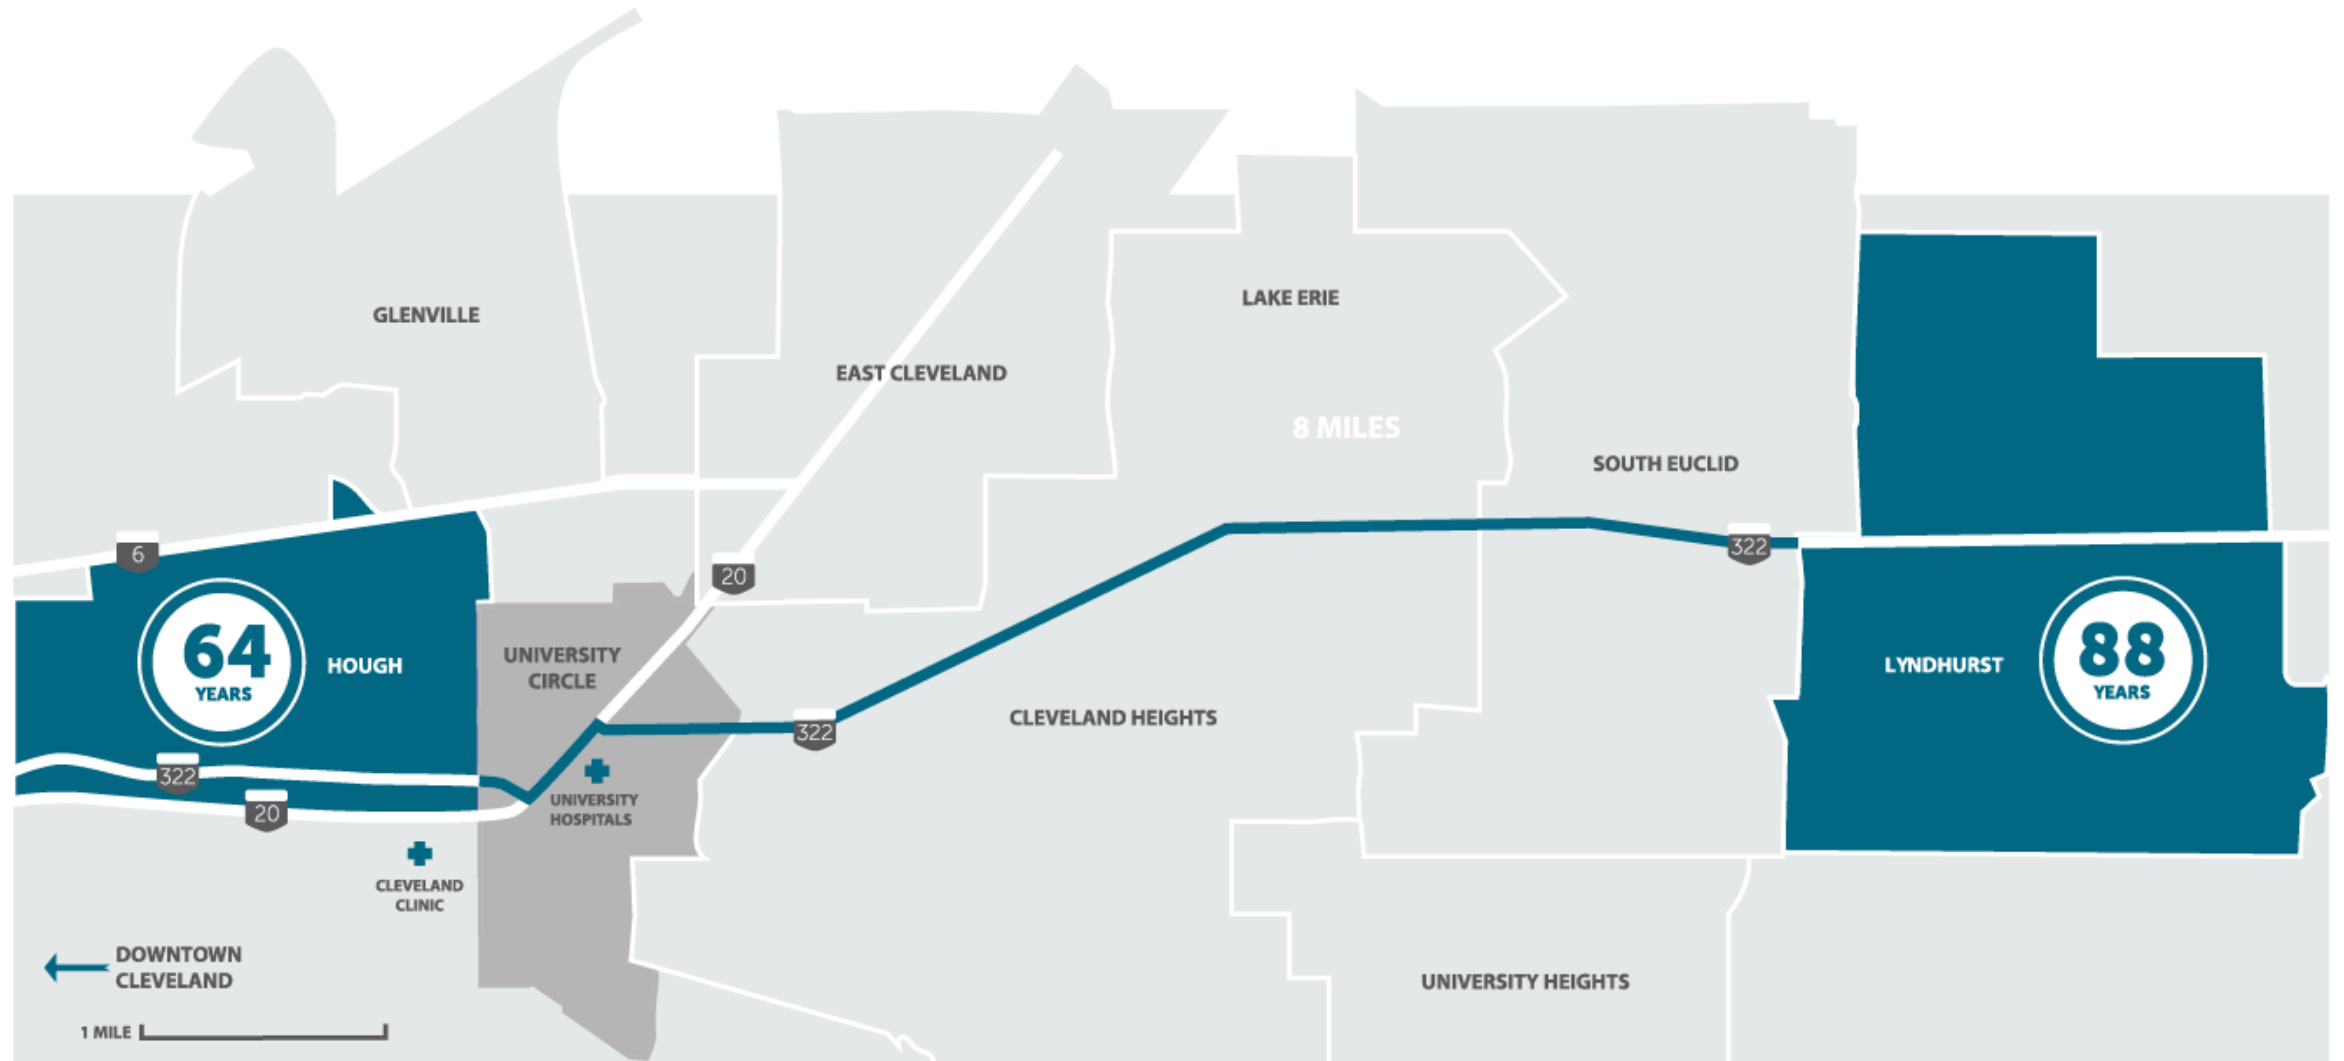 GLENVILLE
LAKE ERIE
EAST CLEVELAND
8 MILES
SOUTH EUCLID
6
322
20
64
YEARS
HOUGH
UNIVERSITY
CIRCLE
LYNDHURST
88
YEARS
CLEVELAND HEIGHTS
322
322
20
UNIVERSITY
HOSPITALS
CLEVELAND
CLINIC
DOWNTOWN
CLEVELAND
UNIVERSITY HEIGHTS
1 MILE